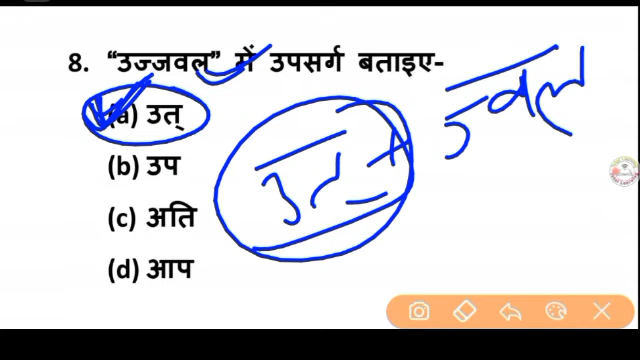 8. “उज्जवल” में उपसर्ग बताइए-
(a) उत्
(b) उप
(c) अति
(d) आप
उत् + ज्वल